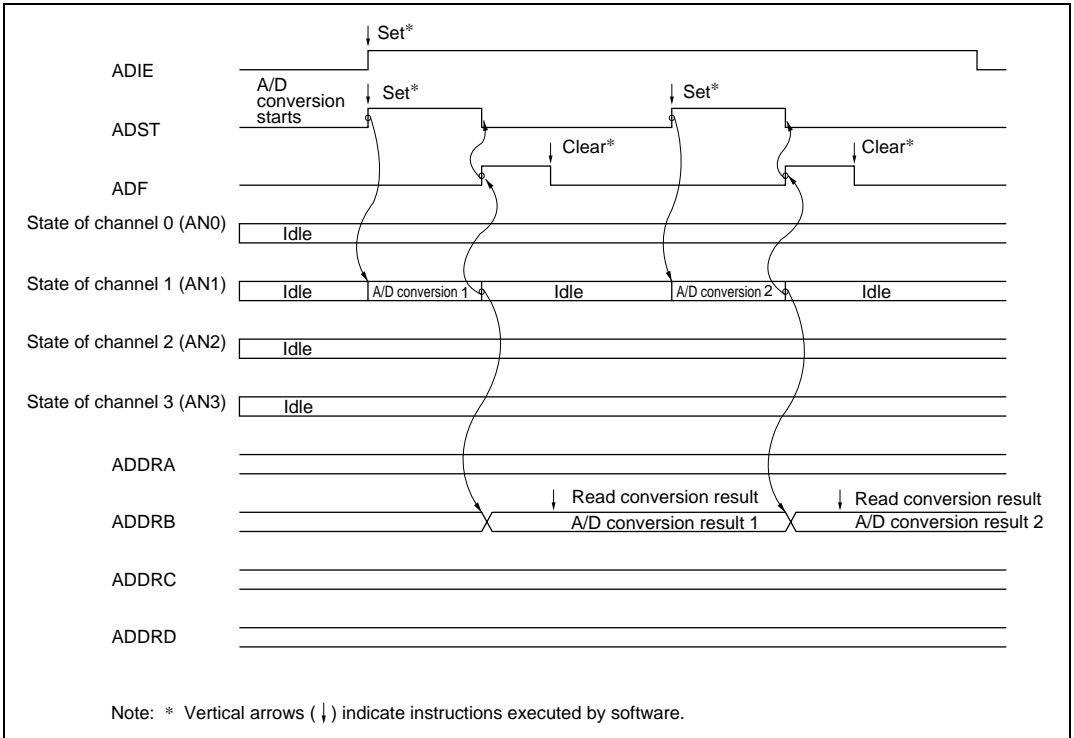 ↓ Set*
ADIE
A/D
conversion
starts
↓ Set*
↓ Set*
ADST
↓ Clear*
↓ Clear*
ADF
State of channel 0 (AN0)
Idle
State of channel 1 (AN1)
Idle
A/D conversion 1
Idle
A/D conversion 2
Idle
State of channel 2 (AN2)
Idle
State of channel 3 (AN3)
Idle
ADDRA
↓ Read conversion result
↓ Read conversion result
ADDRB
A/D conversion result 1
A/D conversion result 2
ADDRC
ADDRD
Note: * Vertical arrows (↓) indicate instructions executed by software.